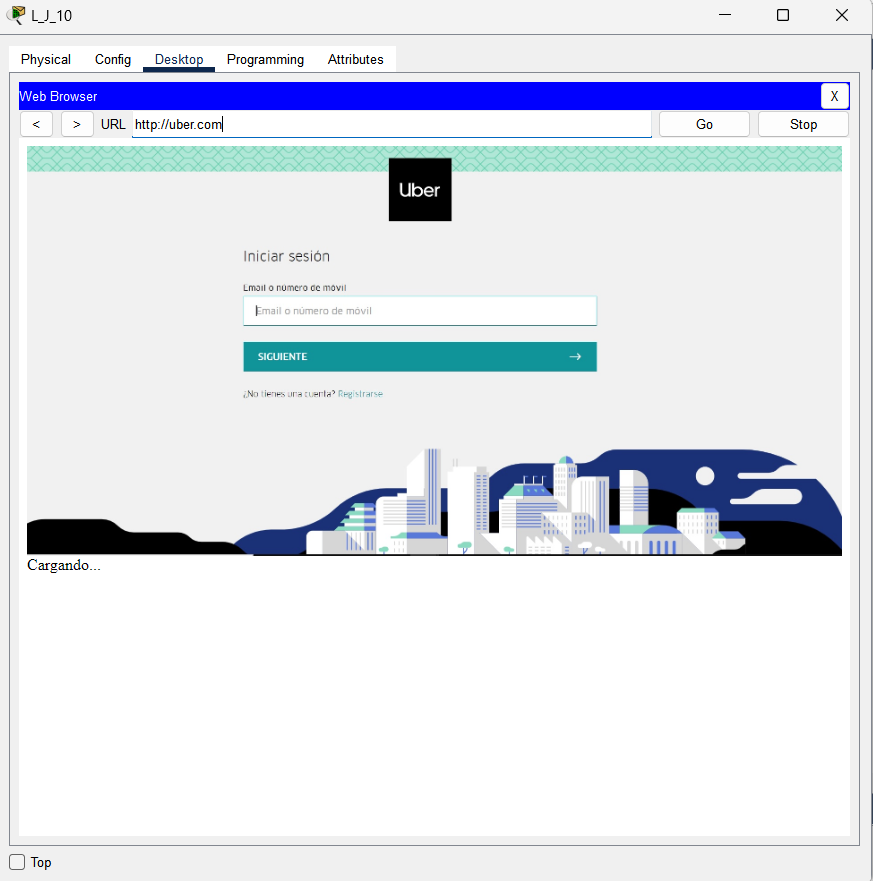 L_J_10
Physical Config Desktop Programming Attributes
Web Browser X
< > URL http://uber.com Go Stop
Uber
Iniciar sesión
Email o número de móvil
Email o número de móvil
SIGUIENTE
¿No tienes una cuenta? Registrarse
Cargando...
Top